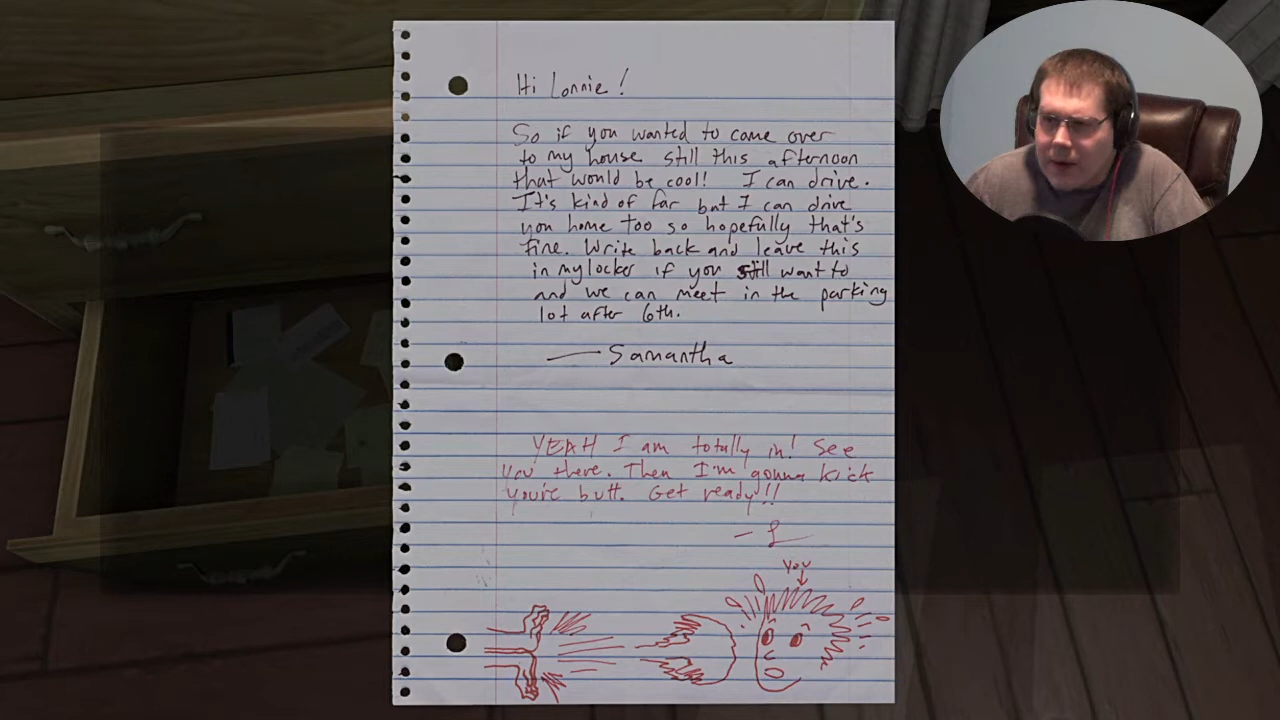 Hi Lonnie!
So if you wanted to come over
to my house still this afternoon
that would be cool! I can drive.
It's kind of far but I can drive
you home too so hopefully that's
fine. Write back and leave this
in my locker if you still want to
and we can meet in the parking
lot after 6th.
— Samantha
YEAH I am totally in! See
you there. Then I'm gonna kick
you're butt. Get ready!!
- L
You